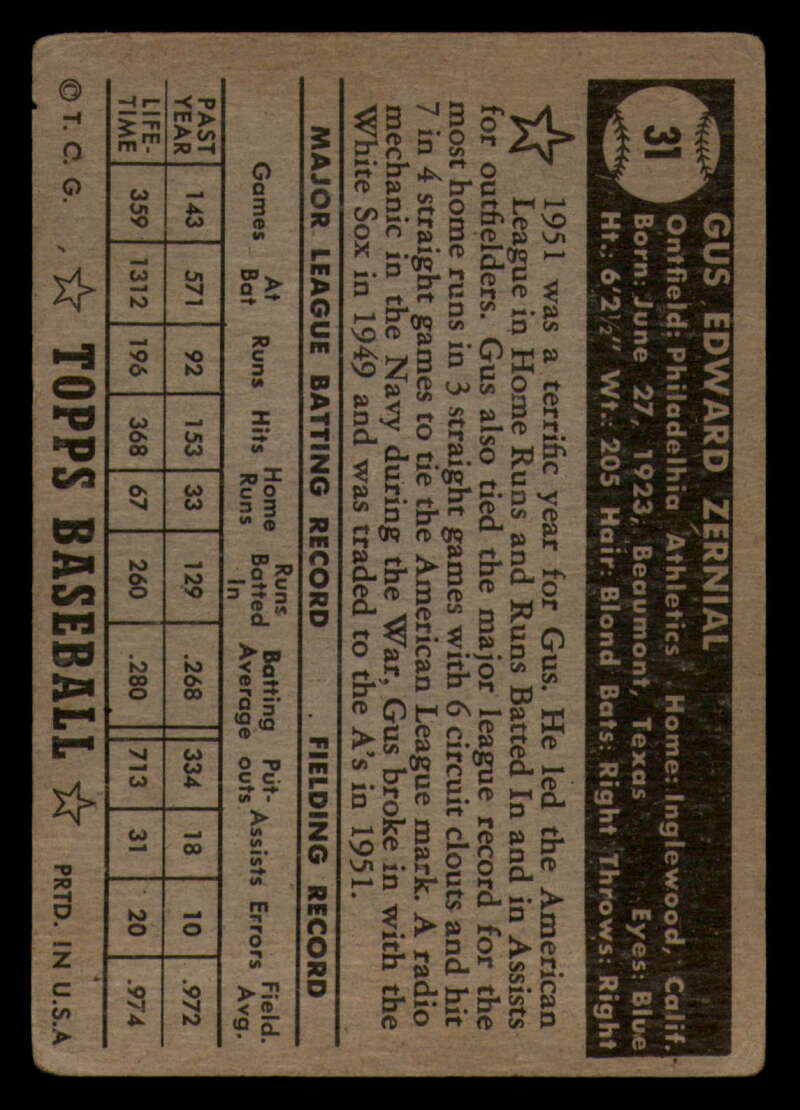 31
GUS EDWARD ZERNIAL
Outfield: Philadelhia Athletics Home: Inglewood, Calif.
Born: June 27, 1923, Beaumont, Texas Eyes: Blue
Ht.: 6'2½" Wt.: 205 Hair: Blond Bats: Right Throws: Right
1951 was a terrific year for Gus. He led the American
League in Home Runs and Runs Batted In and in Assists
for outfielders. Gus also tied the major league record for the
most home runs in 3 straight games with 6 circuit clouts and hit
7 in 4 straight games to tie the American League mark. A radio
mechanic in the Navy during the War, Gus broke in with the
White Sox in 1949 and was traded to the A's in 1951.
MAJOR LEAGUE BATTING RECORD FIELDING RECORD
Games At Bat Runs Hits Home Runs Runs Batted In Batting Average Put-outs Assists Errors Field. Avg.
PAST YEAR 143 571 92 153 33 129 .268 334 18 10 .972
LIFE-TIME 359 1312 196 368 67 260 .280 713 31 20 .974
© T. C. G. ☆ TOPPS BASEBALL ☆ PRTD. IN U.S.A